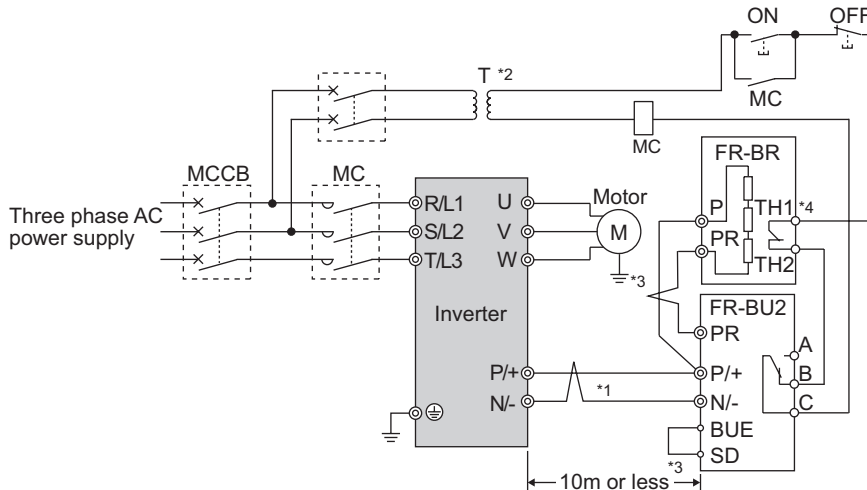 ON
OFF
T *2
MC
MC
FR-BR
MCCB
MC
Three phase AC
power supply
R/L1
S/L2
T/L3
U
V
W
Motor
M
*3
P
PR
TH1
*4
TH2
Inverter
FR-BU2
PR
A
P/+
P/+
B
N/-
*1
N/-
C
BUE
SD
*3
10m or less